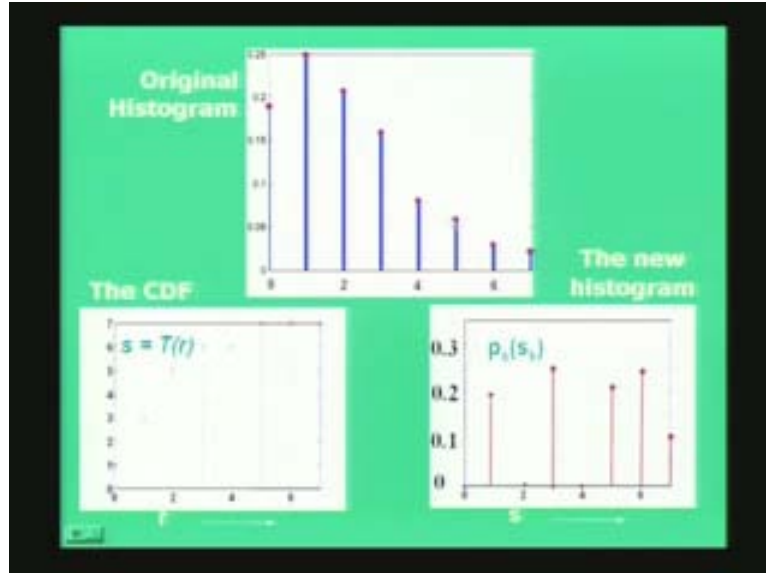 Original
Histogram
0.25
0.2
0.1
0.05
0
0 2 4 6
The CDF
The new
histogram
7
s = T(r)
6
5
4
3
2
1
0
0 2 4 6
r
0.3
pₛ(sₖ)
0.2
0.1
0
0 2 4 6
s